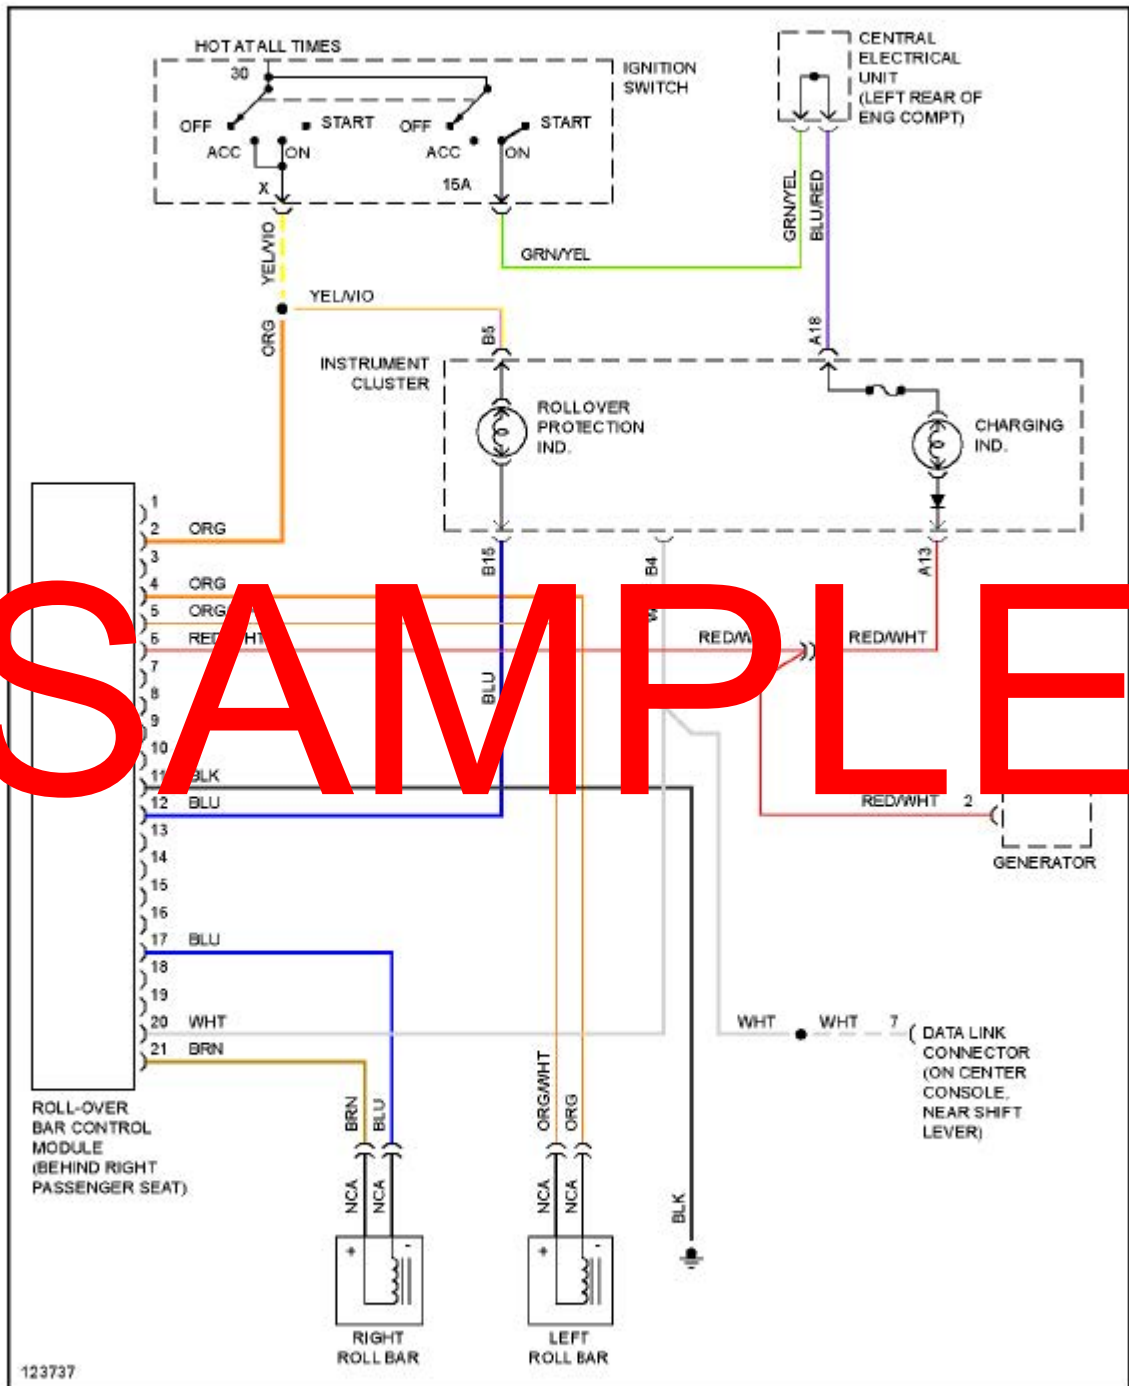 HOT AT ALL TIMES
30
IGNITION
SWITCH
OFF
START
ACC
ON
X
OFF
START
ACC
ON
15A
CENTRAL
ELECTRICAL
UNIT
(LEFT REAR OF
ENG COMPT)
YEL/VIO
GRN/YEL
GRN/YEL
BLU/RED
YEL/VIO
ORG
B5
A18
INSTRUMENT
CLUSTER
ROLLOVER
PROTECTION
IND.
CHARGING
IND.
B15
B4
A13
1
2 ORG
3
4 ORG
5 ORG
6 RED/WHT
7
8
9
10
11 BLK
12 BLU
13
14
15
16
17 BLU
18
19
20 WHT
21 BRN
BLU
RED/W
RED/WHT
SAMPLE
RED/WHT 2
GENERATOR
WHT
WHT 7
DATA LINK
CONNECTOR
(ON CENTER
CONSOLE,
NEAR SHIFT
LEVER)
ROLL-OVER
BAR CONTROL
MODULE
(BEHIND RIGHT
PASSENGER SEAT)
BRN
BLU
ORG/WHT
ORG
NCA
NCA
NCA
NCA
BLK
+ -
+ -
RIGHT
ROLL BAR
LEFT
ROLL BAR
123737